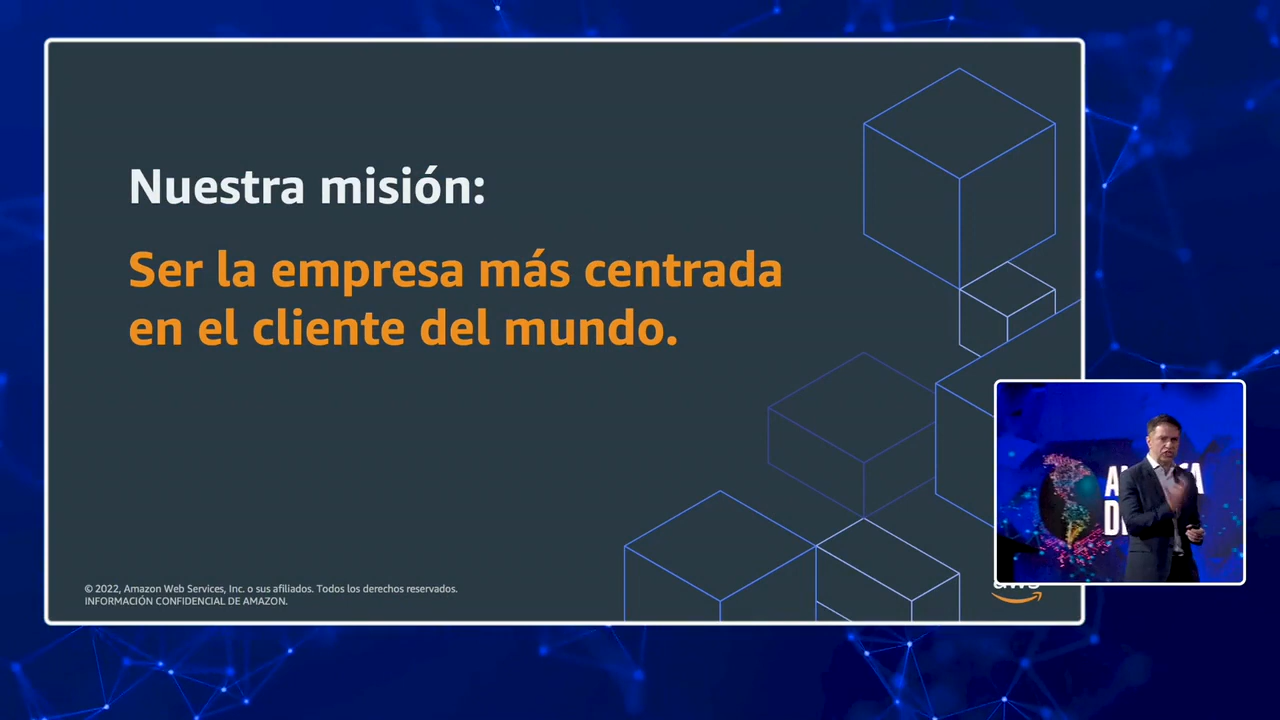 Nuestra misión:
Ser la empresa más centrada
en el cliente del mundo.
© 2022, Amazon Web Services, Inc. o sus afiliados. Todos los derechos reservados.
INFORMACIÓN CONFIDENCIAL DE AMAZON.
aws